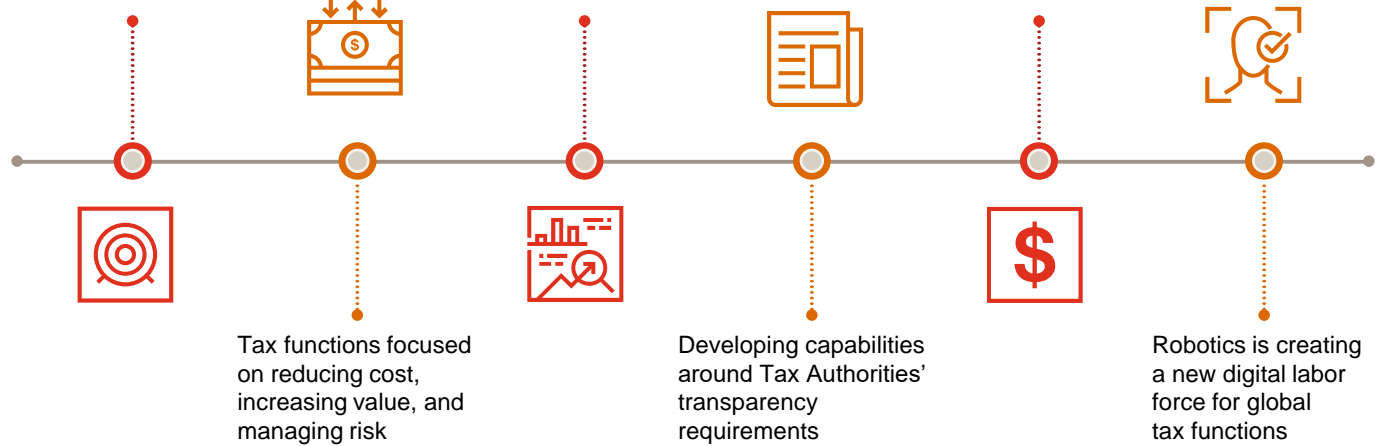 $
$
Tax functions focused
on reducing cost,
increasing value, and
managing risk
Developing capabilities
around Tax Authorities’
transparency
requirements
Robotics is creating
a new digital labor
force for global
tax functions